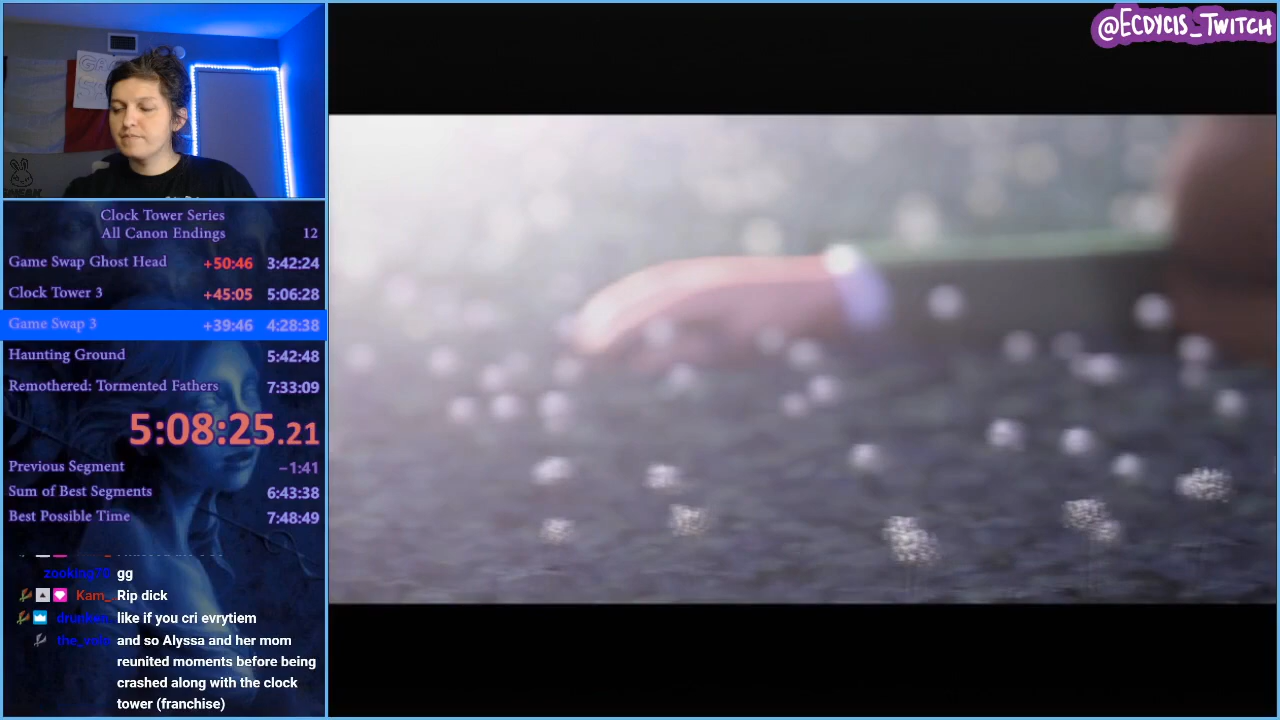 @ECDYCIS_TWITCH
Clock Tower Series
All Canon Endings 12
Game Swap Ghost Head +50:46 3:42:24
Clock Tower 3 +45:05 5:06:28
Game Swap 3 +39:46 4:28:38
Haunting Ground 5:42:48
Remothered: Tormented Fathers 7:33:09
5:08:25.21
Previous Segment −1:41
Sum of Best Segments 6:43:38
Best Possible Time 7:48:49
zooking70 gg
Kam_ Rip dick
drunken like if you cri evrytiem
and so Alyssa and her mom
reunited moments before being
crashed along with the clock
tower (franchise)